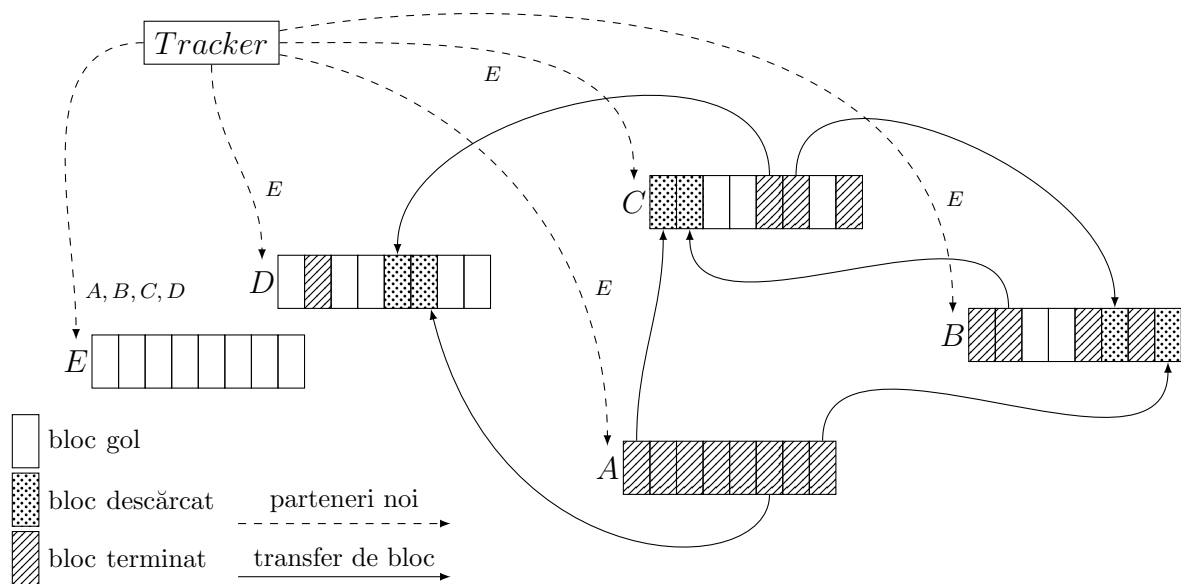 Tracker
E
E
C
E
D
A, B, C, D
E
B
E
A
bloc gol
bloc descărcat
parteneri noi
bloc terminat
transfer de bloc